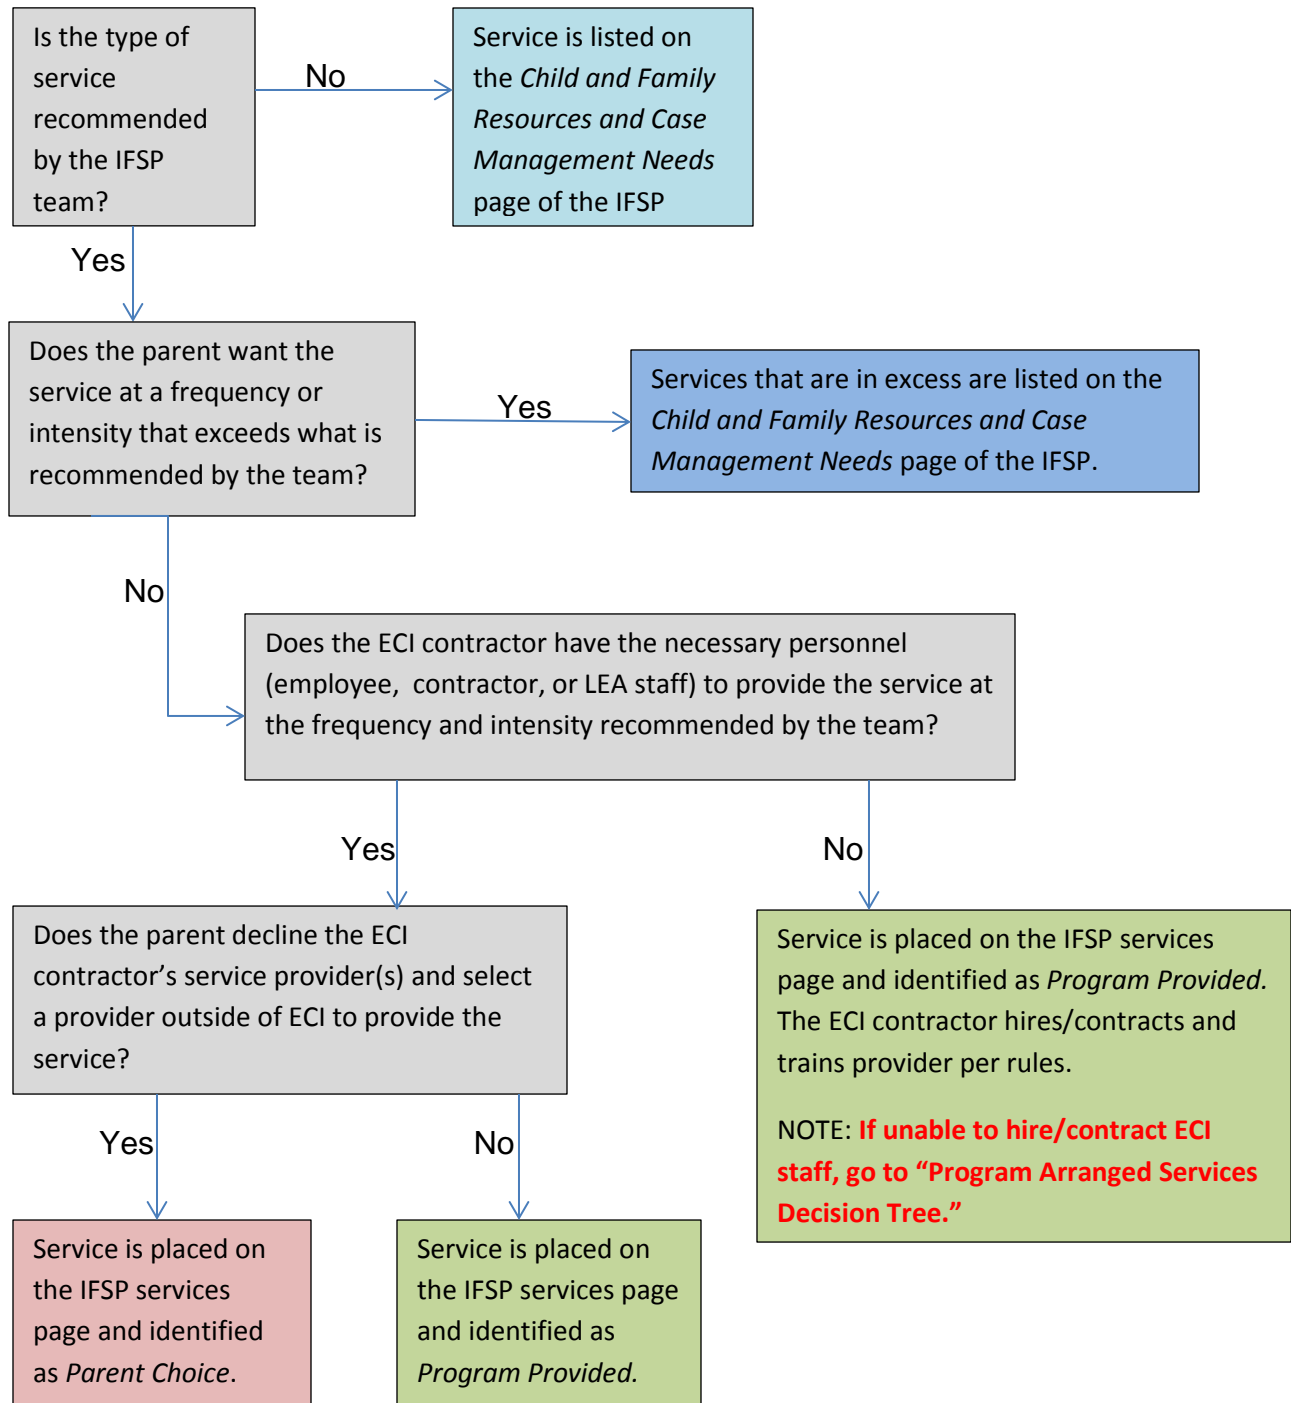 Is the type of
service
recommended
by the IFSP
team?
No
Service is listed on
the Child and Family
Resources and Case
Management Needs
page of the IFSP
Yes
Does the parent want the
service at a frequency or
intensity that exceeds what is
recommended by the team?
Yes
Services that are in excess are listed on the
Child and Family Resources and Case
Management Needs page of the IFSP.
No
Does the ECI contractor have the necessary personnel
(employee, contractor, or LEA staff) to provide the service at
the frequency and intensity recommended by the team?
Yes
No
Does the parent decline the ECI
contractor’s service provider(s) and select
a provider outside of ECI to provide the
service?
Service is placed on the IFSP services
page and identified as Program Provided.
The ECI contractor hires/contracts and
trains provider per rules.
NOTE: If unable to hire/contract ECI
staff, go to “Program Arranged Services
Decision Tree.”
Yes
No
Service is placed on
the IFSP services
page and identified
as Parent Choice.
Service is placed on
the IFSP services page
and identified as
Program Provided.